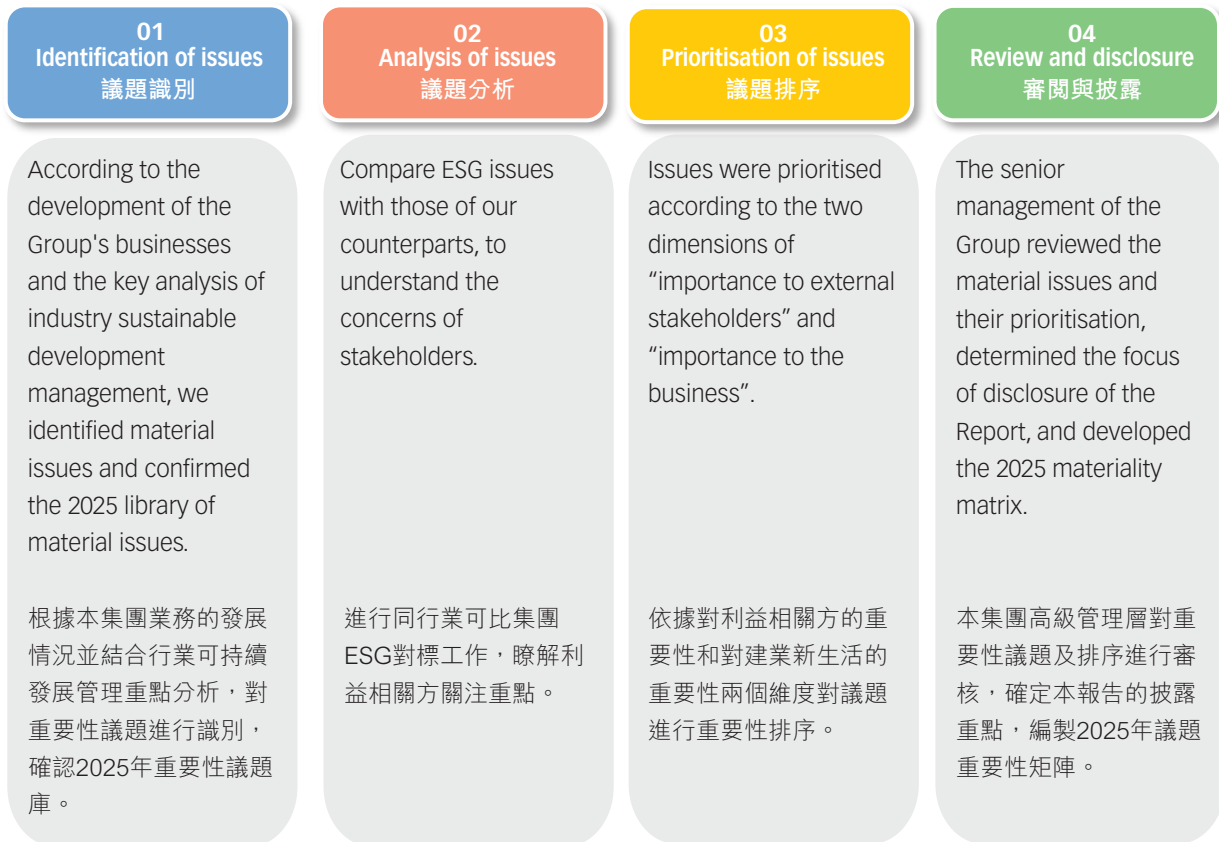 01
Identification of issues
議題識別
According to the
development of the
Group's businesses
and the key analysis of
industry sustainable
development
management, we
identified material
issues and confirmed
the 2025 library of
material issues.
根據本集團業務的發展
情況並結合行業可持續
發展管理重點分析，對
重要性議題進行識別，
確認2025年重要性議題
庫。
02
Analysis of issues
議題分析
Compare ESG issues
with those of our
counterparts, to
understand the
concerns of
stakeholders.
進行同行業可比集團
ESG對標工作，瞭解利
益相關方關注重點。
03
Prioritisation of issues
議題排序
Issues were prioritised
according to the two
dimensions of
“importance to external
stakeholders” and
“importance to the
business”.
依據對利益相關方的重
要性和對建業新生活的
重要性兩個維度對議題
進行重要性排序。
04
Review and disclosure
審閱與披露
The senior
management of the
Group reviewed the
material issues and
their prioritisation,
determined the focus
of disclosure of the
Report, and developed
the 2025 materiality
matrix.
本集團高級管理層對重
要性議題及排序進行審
核，確定本報告的披露
重點，編製2025年議題
重要性矩陣。